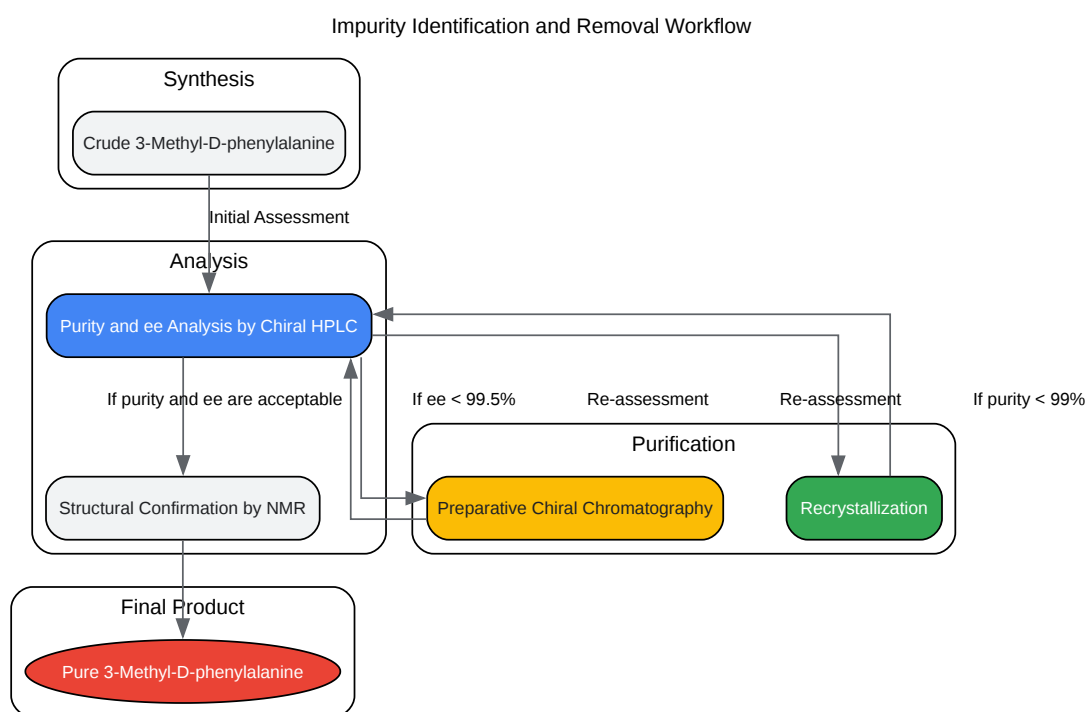 Impurity Identification and Removal Workflow
Synthesis
Crude 3-Methyl-D-phenylalanine
Initial Assessment
Analysis
Purity and ee Analysis by Chiral HPLC
If purity and ee are acceptable
If ee < 99.5%
Re-assessment
Re-assessment
If purity < 99%
Purification
Structural Confirmation by NMR
Preparative Chiral Chromatography
Recrystallization
Final Product
Pure 3-Methyl-D-phenylalanine